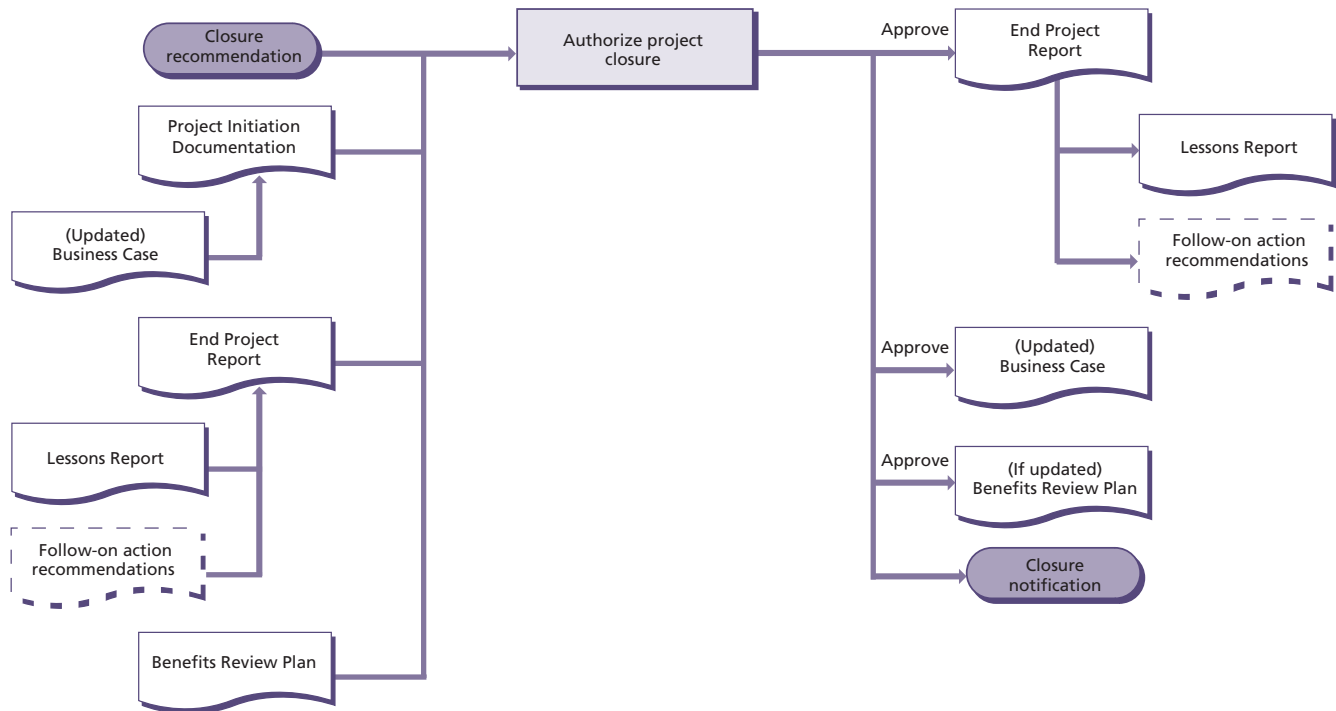 Closure
recommendation
Authorize project
closure
Approve
End Project
Report
Project Initiation
Documentation
Lessons Report
(Updated)
Business Case
Follow-on action
recommendations
End Project
Report
Approve
(Updated)
Business Case
Lessons Report
Approve
(If updated)
Benefits Review Plan
Follow-on action
recommendations
Closure
notification
Benefits Review Plan